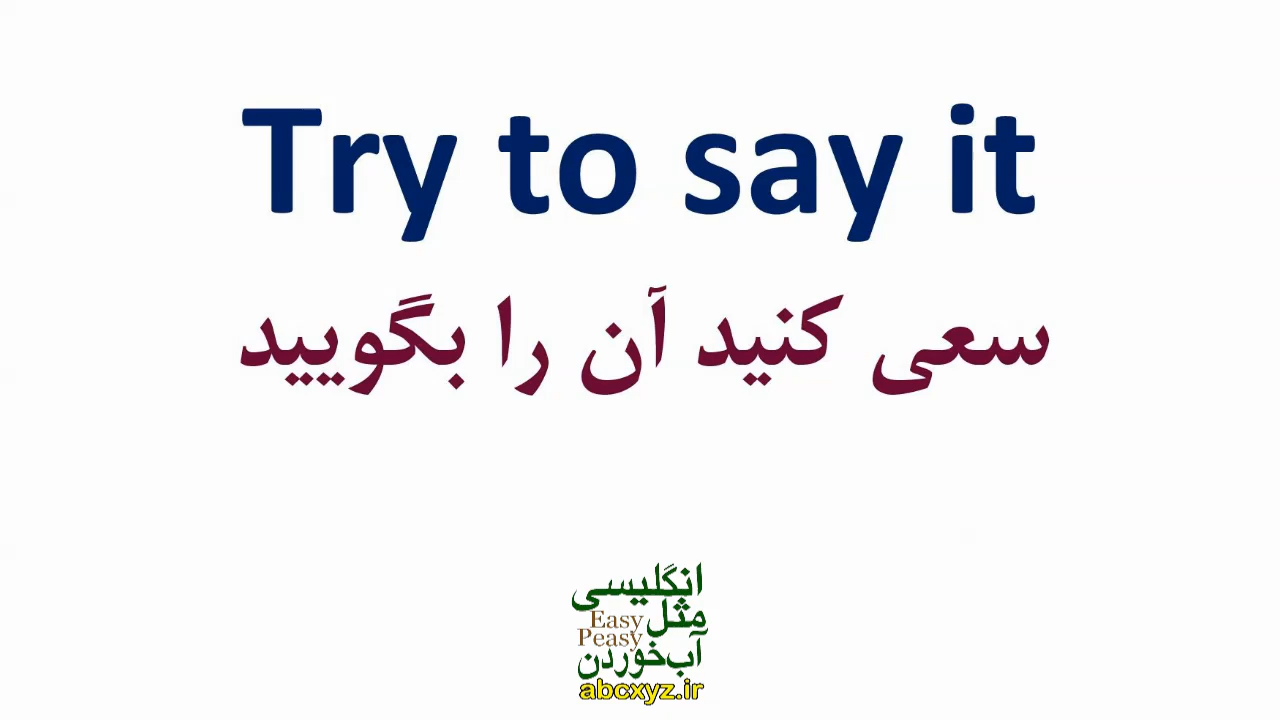 Try to say it
سعی کنید آن را بگویید
انگلیسی
مثل
Easy
Peasy
آب خوردن
abcxyz.ir